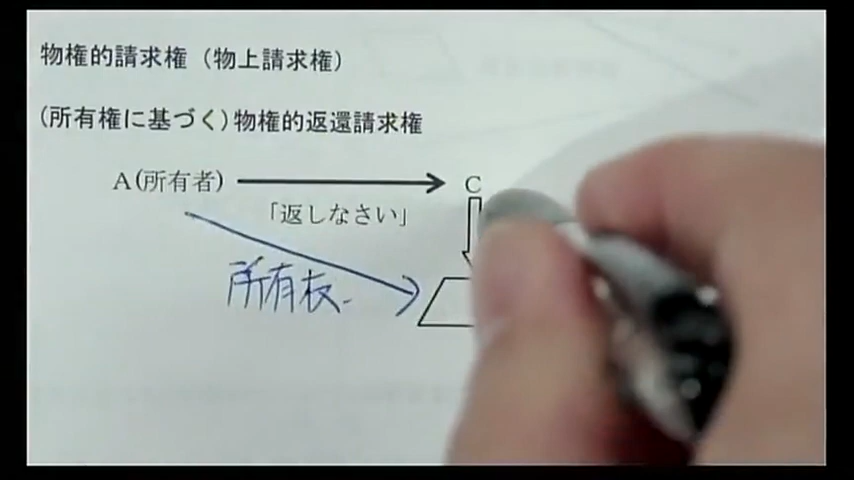 物権的請求権（物上請求権）
(所有権に基づく)物権的返還請求権
A(所有者) C
「返しなさい」
所有权